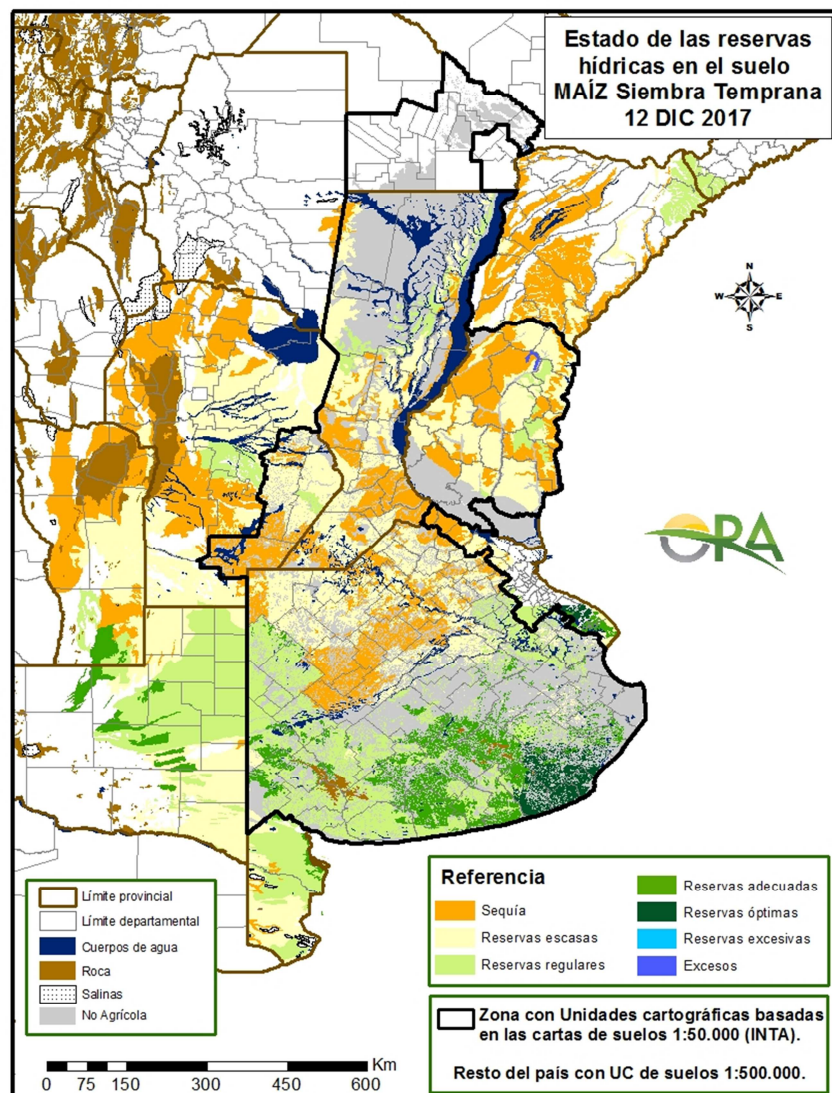 Estado de las reservas
hídricas en el suelo
MAÍZ Siembra Temprana
12 DIC 2017
N
W E
S
OPA
Límite provincial
Límite departamental
Cuerpos de agua
Roca
Salinas
No Agrícola
Referencia
Sequía
Reservas escasas
Reservas regulares
Reservas adecuadas
Reservas óptimas
Reservas excesivas
Excesos
Zona con Unidades cartográficas basadas
en las cartas de suelos 1:50.000 (INTA).
Resto del país con UC de suelos 1:500.000.
Km
0 75 150 300 450 600